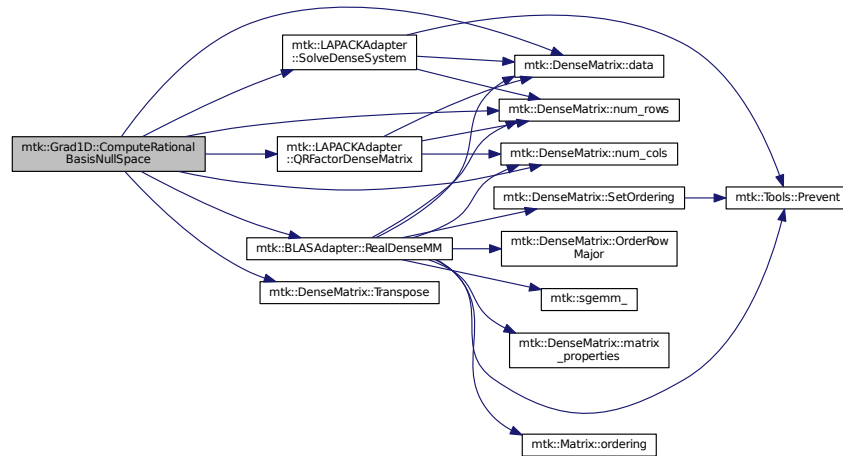 mtk::LAPACKAdapter
::SolveDenseSystem
mtk::DenseMatrix::data
mtk::DenseMatrix::num_rows
mtk::Grad1D::ComputeRational
BasisNullSpace
mtk::LAPACKAdapter
::QRFactorDenseMatrix
mtk::DenseMatrix::num_cols
mtk::DenseMatrix::SetOrdering
mtk::Tools::Prevent
mtk::BLASAdapter::RealDenseMM
mtk::DenseMatrix::OrderRow
Major
mtk::DenseMatrix::Transpose
mtk::sgemm_
mtk::DenseMatrix::matrix
_properties
mtk::Matrix::ordering